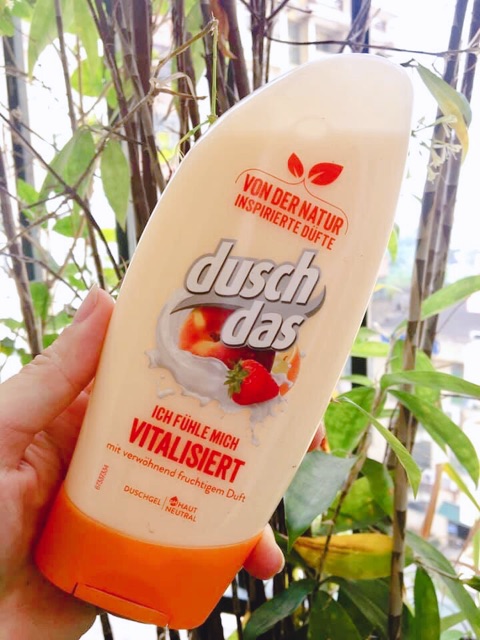 VON DER NATUR
INSPIRIERTE DÜFTE
dusch
das
ICH FÜHLE MICH
VITALISIERT
mit verwöhnend fruchtigem Duft
DUSCHGEL
HAUT
NEUTRAL